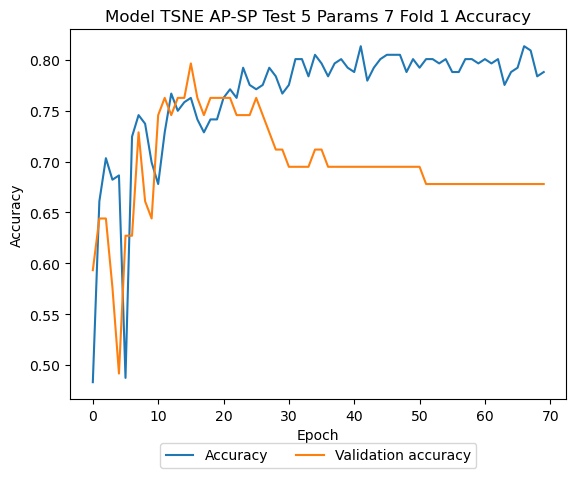 Model TSNE AP-SP Test 5 Params 7 Fold 1 Accuracy
Accuracy
0.80
0.75
0.70
0.65
0.60
0.55
0.50
0 10 20 30 40 50 60 70
Epoch
Accuracy Validation accuracy